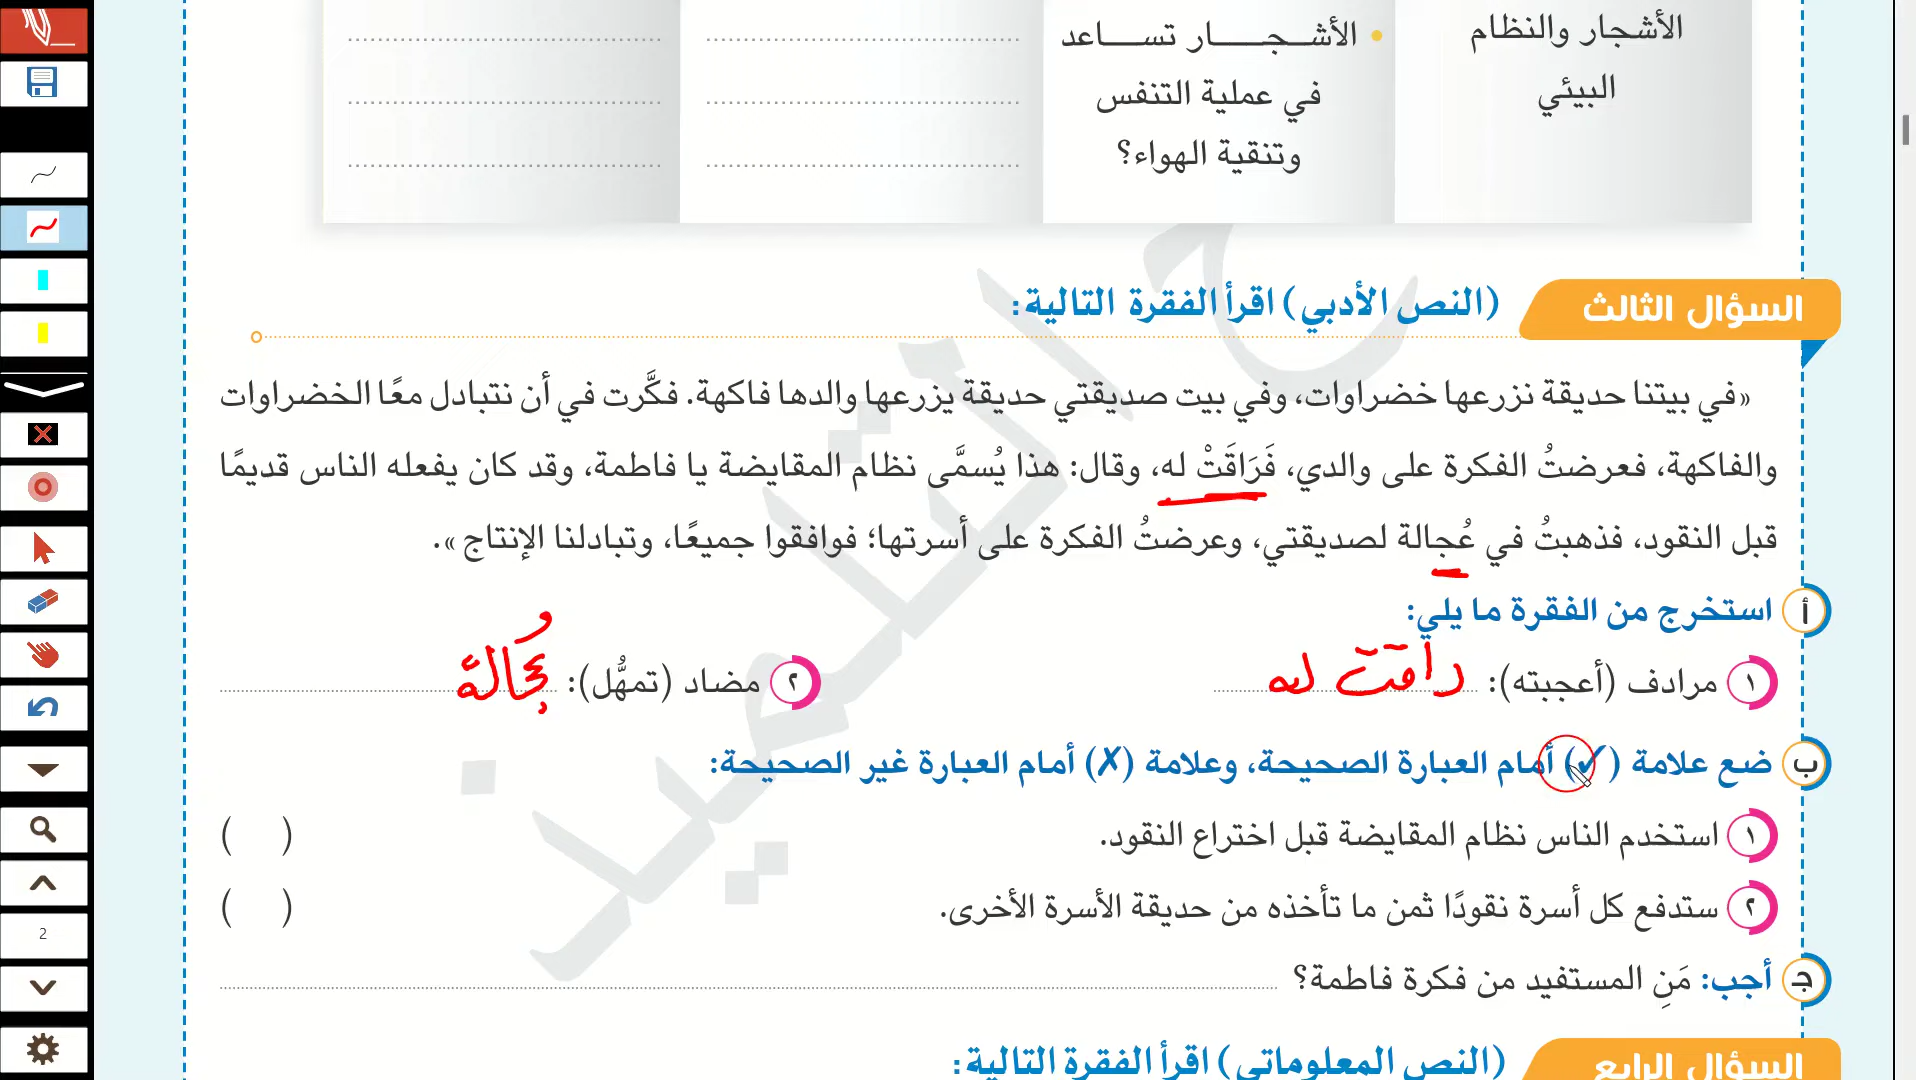 الأشجار والنظام
البيئي
• الأشجار تساعد
في عملية التنفس
وتنقية الهواء؟
السؤال الثالث
(النص الأدبي) اقرأ الفقرة التالية:
«في بيتنا حديقة نزرعها خضراوات، وفي بيت صديقتي حديقة يزرعها والدها فاكهة. فكَّرت في أن نتبادل معًا الخضراوات
والفاكهة، فعرضتُ الفكرة على والدي، فَرَاقَتْ له، وقال: هذا يُسمَّى نظام المقايضة يا فاطمة، وقد كان يفعله الناس قديمًا
قبل النقود، فذهبتُ في عُجالة لصديقتي، وعرضتُ الفكرة على أسرتها؛ فوافقوا جميعًا، وتبادلنا الإنتاج».
أ استخرج من الفقرة ما يلي:
١ مرادف (أعجبته): راقت له
٢ مضاد (تمهُّل): عُجالة
ب ضع علامة (✓) أمام العبارة الصحيحة، وعلامة (✗) أمام العبارة غير الصحيحة:
١ استخدم الناس نظام المقايضة قبل اختراع النقود. ( )
٢ ستدفع كل أسرة نقودًا ثمن ما تأخذه من حديقة الأسرة الأخرى. ( )
ج أجب: مَنِ المستفيد من فكرة فاطمة؟
السؤال الرابع
(النص المعلوماتي) اقرأ الفقرة التالية:
2